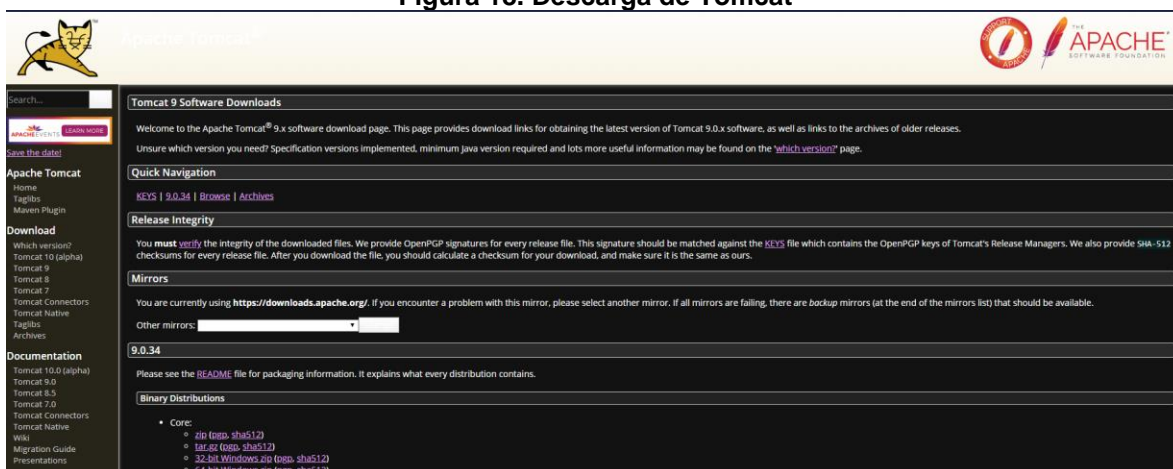 Figura 18. Descarga de Tomcat
Apache Tomcat
SUPPORT
APACHE
THE
APACHE
SOFTWARE FOUNDATION
Search...
APACHE EVENTS LEARN MORE
Save the date!
Apache Tomcat
Home
Taglibs
Maven Plugin
Download
Which version?
Tomcat 10 (alpha)
Tomcat 9
Tomcat 8
Tomcat 7
Tomcat Connectors
Tomcat Native
Taglibs
Archives
Documentation
Tomcat 10.0 (alpha)
Tomcat 9.0
Tomcat 8.5
Tomcat 7.0
Tomcat Connectors
Tomcat Native
Wiki
Migration Guide
Presentations
Tomcat 9 Software Downloads
Welcome to the Apache Tomcat® 9.x software download page. This page provides download links for obtaining the latest version of Tomcat 9.0.x software, as well as links to the archives of older releases.
Unsure which version you need? Specification versions implemented, minimum Java version required and lots more useful information may be found on the 'which version?' page.
Quick Navigation
KEYS | 9.0.34 | Browse | Archives
Release Integrity
You must verify the integrity of the downloaded files. We provide OpenPGP signatures for every release file. This signature should be matched against the KEYS file which contains the OpenPGP keys of Tomcat's Release Managers. We also provide SHA-512
checksums for every release file. After you download the file, you should calculate a checksum for your download, and make sure it is the same as ours.
Mirrors
You are currently using https://downloads.apache.org/. If you encounter a problem with this mirror, please select another mirror. If all mirrors are failing, there are backup mirrors (at the end of the mirrors list) that should be available.
Other mirrors:
9.0.34
Please see the README file for packaging information. It explains what every distribution contains.
Binary Distributions
Core:
zip (pgp, sha512)
tar.gz (pgp, sha512)
32-bit Windows zip (pgp, sha512)
64-bit Windows zip (pgp, sha512)